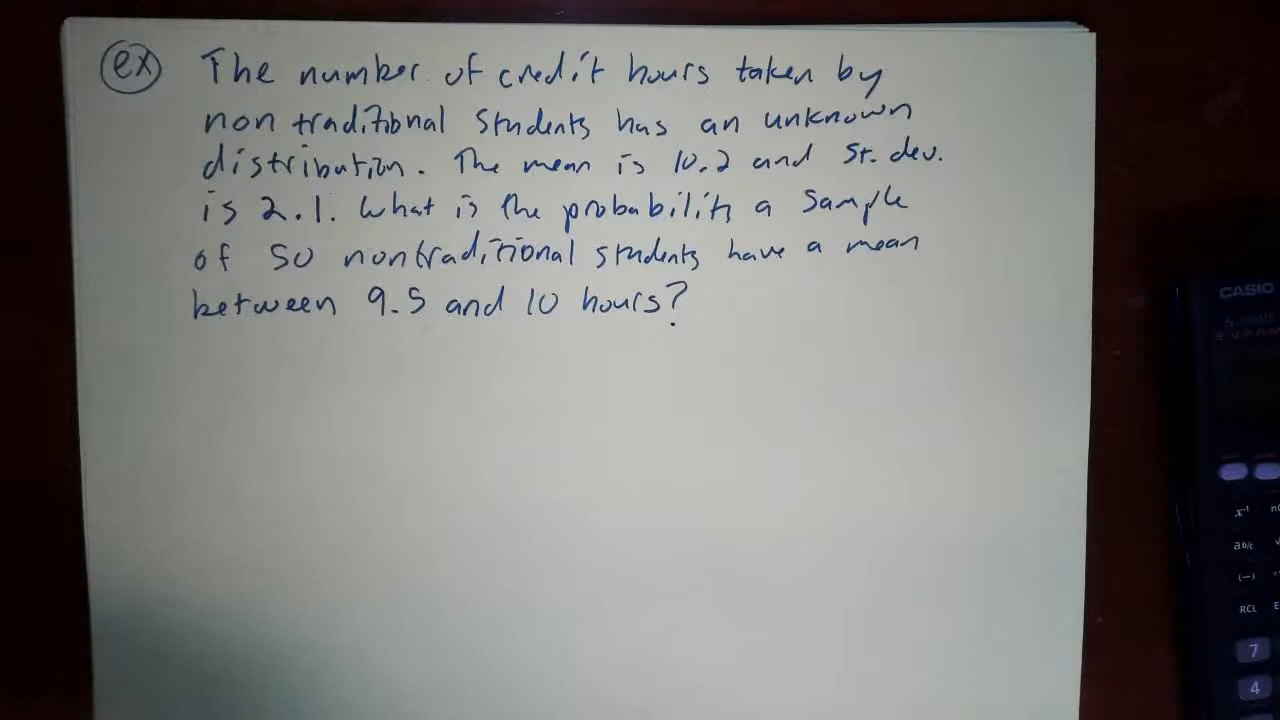 ex The number of credit hours taken by
non traditional students has an unknown
distribution. The mean is 10.2 and st. dev.
is 2.1. What is the probability a sample
of 50 nontraditional students have a mean
between 9.5 and 10 hours?
CASIO
x⁻¹
ab/c
(−)
RCL E
7
4